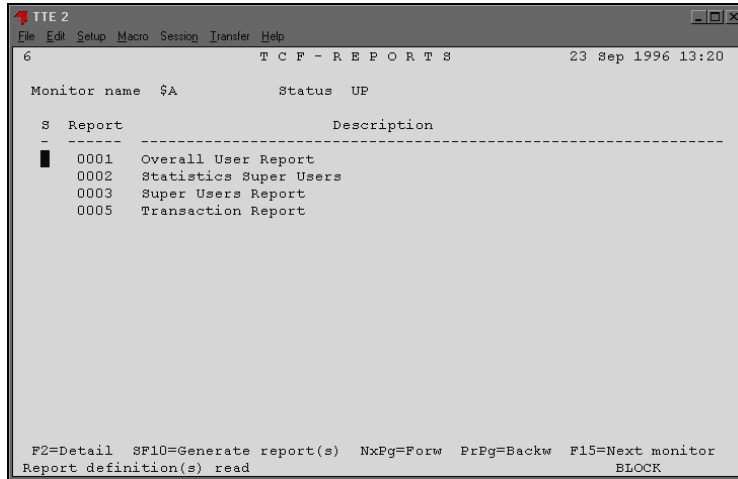 TTE 2
File Edit Setup Macro Session Transfer Help
6 T C F - R E P O R T S 23 Sep 1996 13:20
Monitor name $A Status UP
S Report Description
- ------ ----------------------------------------------------------------
0001 Overall User Report
0002 Statistics Super Users
0003 Super Users Report
0005 Transaction Report
F2=Detail SF10=Generate report(s) NxPg=Forw PrPg=Backw F15=Next monitor
Report definition(s) read BLOCK